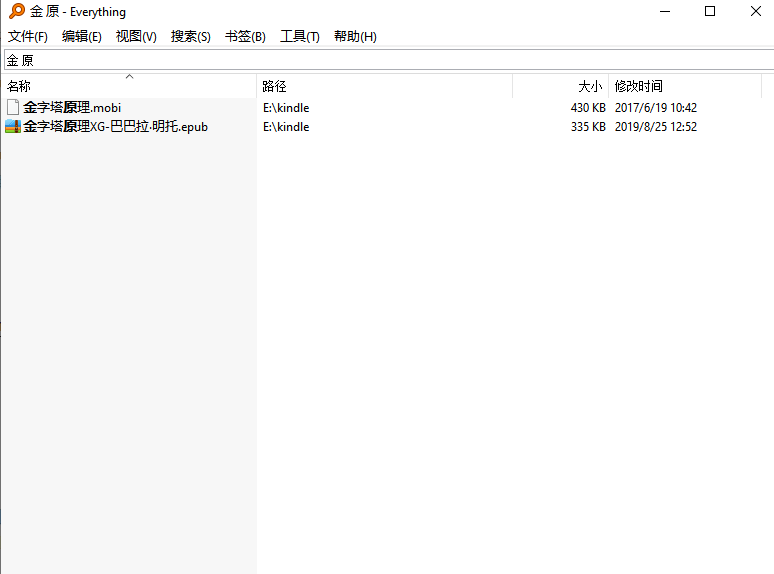 金 原 - Everything
文件(F) 编辑(E) 视图(V) 搜索(S) 书签(B) 工具(T) 帮助(H)
金 原
名称 路径 大小 修改时间
金字塔原理.mobi E:\kindle 430 KB 2017/6/19 10:42
金字塔原理XG-巴巴拉·明托.epub E:\kindle 335 KB 2019/8/25 12:52